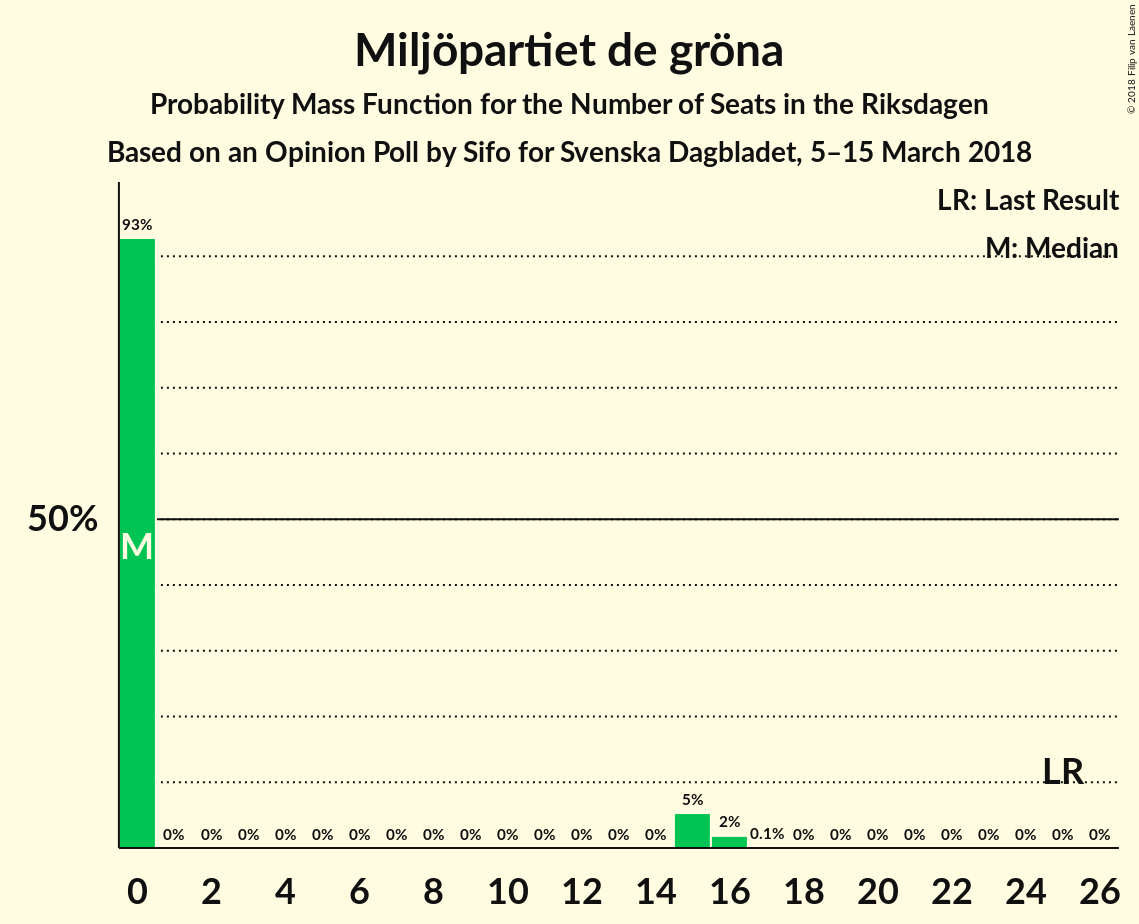 Miljöpartiet de gröna
Probability Mass Function for the Number of Seats in the Riksdagen
Based on an Opinion Poll by Sifo for Svenska Dagbladet, 5–15 March 2018
© 2018 Filip van Laenen
LR: Last Result
M: Median
93%
50%
M
LR
0% 0% 0% 0% 0% 0% 0% 0% 0% 0% 0% 0% 0% 0% 5% 2% 0.1% 0% 0% 0% 0% 0% 0% 0% 0% 0%
0 2 4 6 8 10 12 14 16 18 20 22 24 26